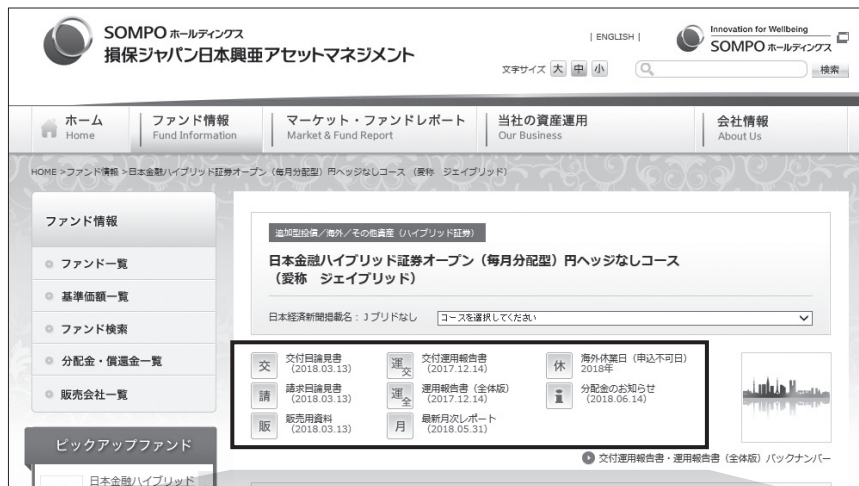 SOMPO ホールディングス
損保ジャパン日本興亜アセットマネジメント
| ENGLISH |
Innovation for Wellbeing
SOMPO ホールディングス
文字サイズ 大 中 小
検索
ホーム
Home
ファンド情報
Fund Information
マーケット・ファンドレポート
Market & Fund Report
当社の資産運用
Our Business
会社情報
About Us
HOME >ファンド情報 >日本金融ハイブリッド証券オープン（毎月分配型）円ヘッジなしコース （愛称 ジェイブリッド）
ファンド情報
ファンド一覧
基準価額一覧
ファンド検索
分配金・償還金一覧
販売会社一覧
ピックアップファンド
日本金融ハイブリッド
追加型投信／海外／その他資産（ハイブリッド証券）
日本金融ハイブリッド証券オープン（毎月分配型）円ヘッジなしコース
（愛称 ジェイブリッド）
日本経済新聞掲載名：Jブリドなし コースを選択してください
交 交付目論見書
（2018.03.13）
運交 交付運用報告書
（2017.12.14）
休 海外休業日（申込不可日）
2018年
請 請求目論見書
（2018.03.13）
運全 運用報告書（全体版）
（2017.12.14）
i 分配金のお知らせ
（2018.06.14）
販 販売用資料
（2018.03.13）
月 最新月次レポート
（2018.05.31）
交付運用報告書・運用報告書（全体版）バックナンバー